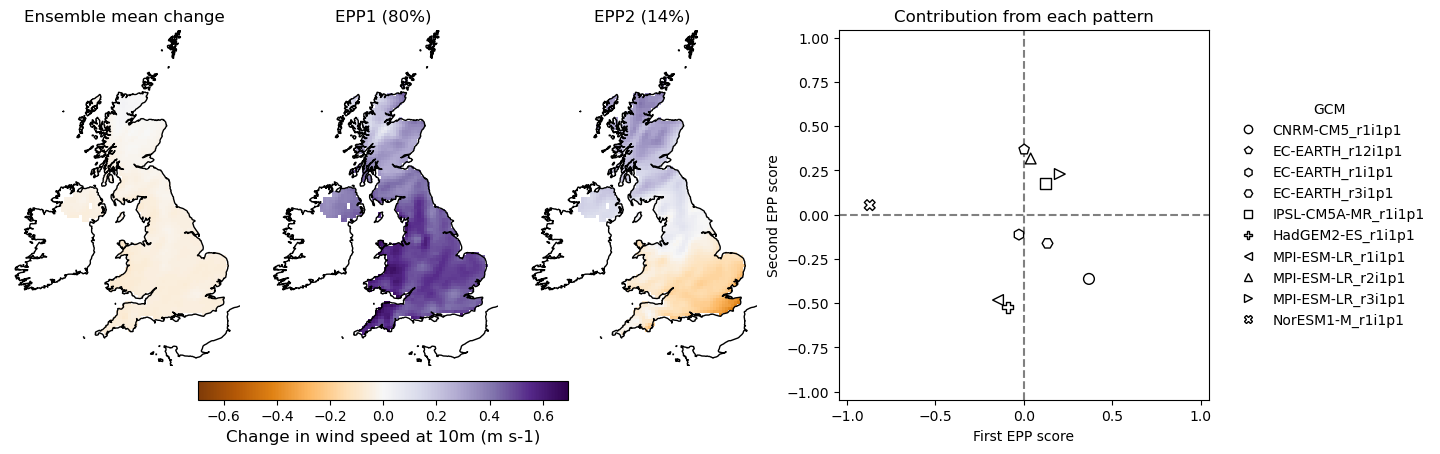 Ensemble mean change
EPP1 (80%)
EPP2 (14%)
Contribution from each pattern
1.00
0.75
0.50
0.25
0.00
−0.25
−0.50
−0.75
−1.00
Second EPP score
−1.0
−0.5
0.0
0.5
1.0
First EPP score
GCM
CNRM-CM5_r1i1p1
EC-EARTH_r12i1p1
EC-EARTH_r1i1p1
EC-EARTH_r3i1p1
IPSL-CM5A-MR_r1i1p1
HadGEM2-ES_r1i1p1
MPI-ESM-LR_r1i1p1
MPI-ESM-LR_r2i1p1
MPI-ESM-LR_r3i1p1
NorESM1-M_r1i1p1
−0.6 −0.4 −0.2 0.0 0.2 0.4 0.6
Change in wind speed at 10m (m s-1)